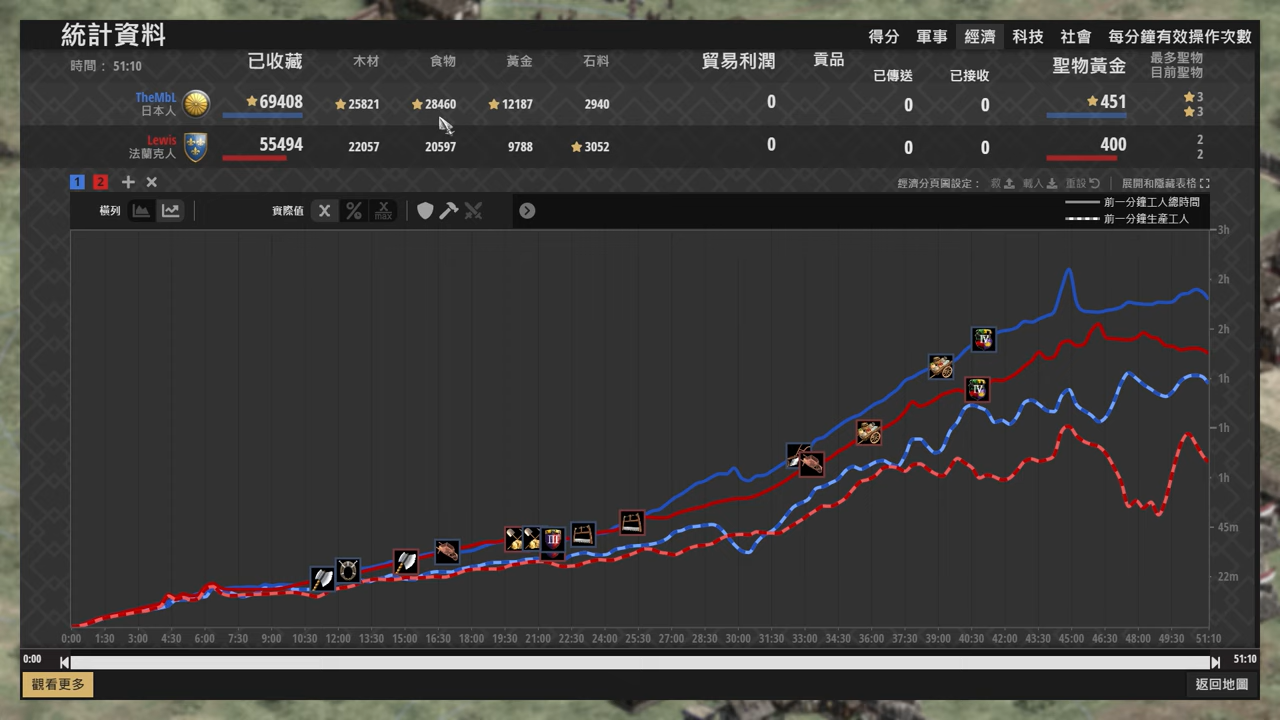 統計資料
得分 軍事 經濟 科技 社會 每分鐘有效操作次數
時間： 51:10 已收藏 木材 食物 黃金 石料 貿易利潤 貢品 已傳送 已接收 聖物黃金 最多聖物
目前聖物
TheMbL
日本人
69408 25821 28460 12187 2940 0 0 0 451 3
3
Lewis
法蘭克人
55494 22057 20597 9788 3052 0 0 0 400 2
2
1 2 經濟分頁圖設定： 載入 重設 展開和隱藏表格
橫列 實際值 X % X
max
前一分鐘工人總時間
前一分鐘生產工人
3h
2h
2h
1h
1h
1h
45m
22m
IV
IV
III
0:00 1:30 3:00 4:30 6:00 7:30 9:00 10:30 12:00 13:30 15:00 16:30 18:00 19:30 21:00 22:30 24:00 25:30 27:00 28:30 30:00 31:30 33:00 34:30 36:00 37:30 39:00 40:30 42:00 43:30 45:00 46:30 48:00 49:30 51:10
0:00 51:10
觀看更多 返回地圖